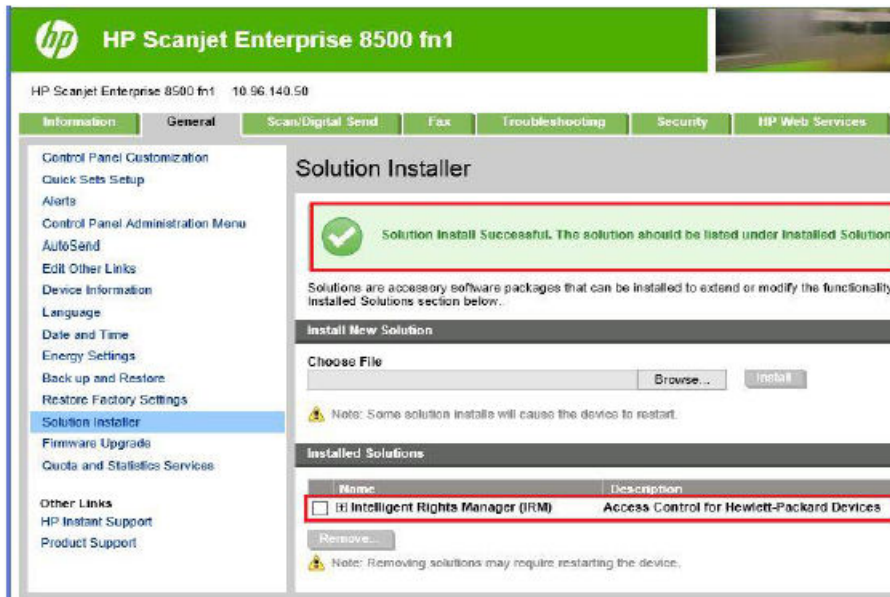 hp HP Scanjet Enterprise 8500 fn1
HP Scanjet Enterprise 8500 fn1 10.96.140.50
Information General Scan/Digital Send Fax Troubleshooting Security HP Web Services
Control Panel Customization
Quick Sets Setup
Alerts
Control Panel Administration Menu
AutoSend
Edit Other Links
Device Information
Language
Date and Time
Energy Settings
Back up and Restore
Restore Factory Settings
Solution Installer
Firmware Upgrade
Quota and Statistics Services
Other Links
HP Instant Support
Product Support
Solution Installer
Solution Install Successful. The solution should be listed under Installed Solution
Solutions are accessory software packages that can be installed to extend or modify the functionality
Installed Solutions section below.
Install New Solution
Choose File
Browse... Install
Note: Some solution installs will cause the device to restart.
Installed Solutions
Name Description
Intelligent Rights Manager (IRM) Access Control for Hewlett-Packard Devices
Remove...
Note: Removing solutions may require restarting the device.